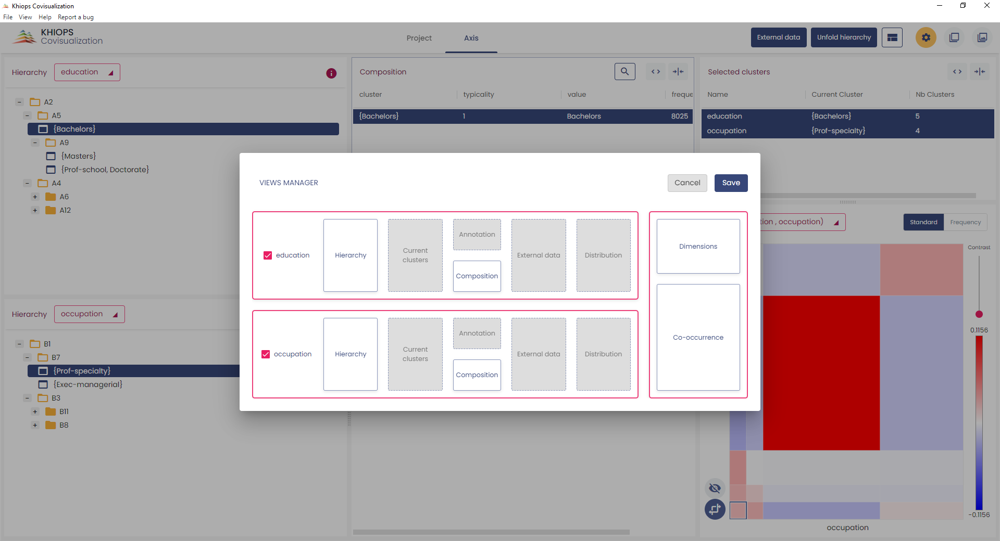 Khiops Covisualization
File View Help Report a bug
KHIOPS
Covisualization
Project Axis
External data Unfold hierarchy
Hierarchy education
A2
A5
{Bachelors}
A9
{Masters}
{Prof-school, Doctorate}
A4
A6
A12
Hierarchy occupation
B1
B7
{Prof-specialty}
{Exec-managerial}
B3
B11
B8
Composition
cluster typicality value freque
{Bachelors} 1 Bachelors 8025
Selected clusters
Name Current Cluster Nb Clusters
education {Bachelors} 5
occupation {Prof-specialty} 4
VIEWS MANAGER Cancel Save
education Hierarchy Current clusters Annotation Composition External data Distribution
occupation Hierarchy Current clusters Annotation Composition External data Distribution
Dimensions
Co-occurrence
tion , occupation) Standard Frequency
Contrast
0.1156
-0.1156
occupation